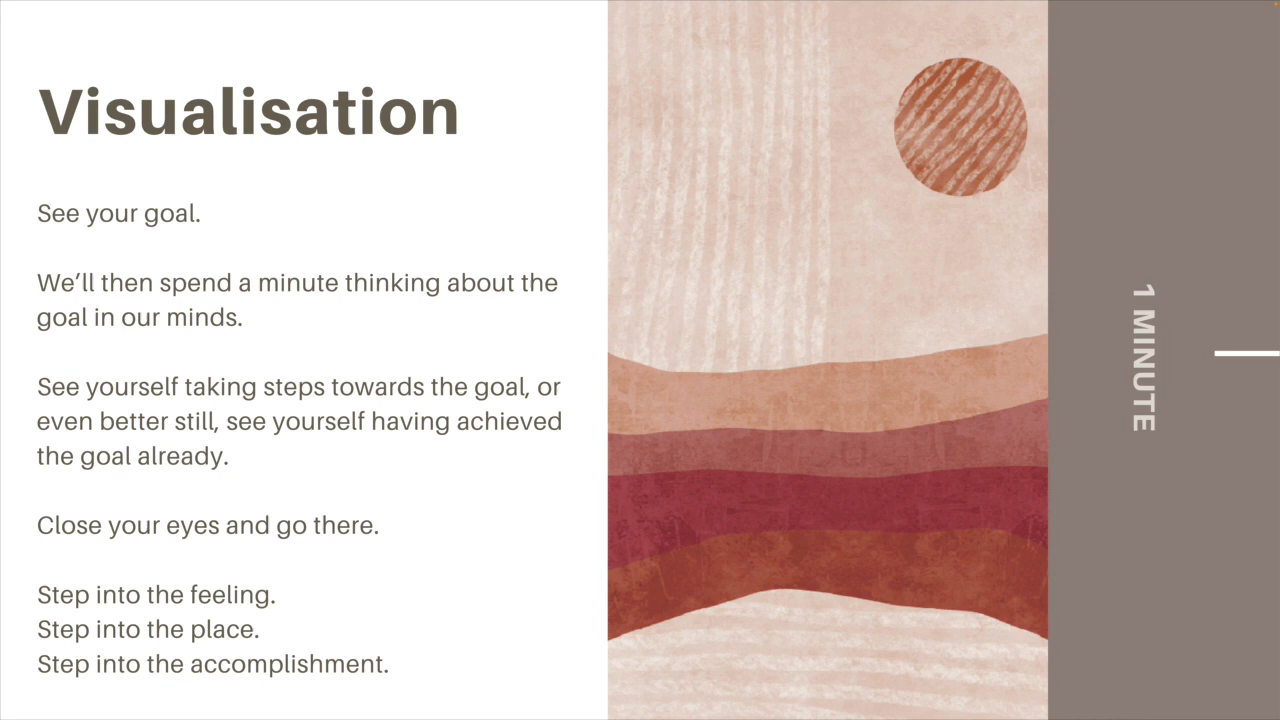 Visualisation
See your goal.
We’ll then spend a minute thinking about the
goal in our minds.
See yourself taking steps towards the goal, or
even better still, see yourself having achieved
the goal already.
Close your eyes and go there.
Step into the feeling.
Step into the place.
Step into the accomplishment.
1 MINUTE